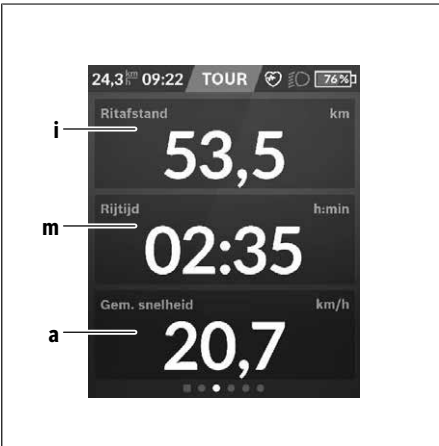 24,3 km/h 09:22 TOUR 76%
Ritafstand km
i
53,5
Rijtijd h:min
m
02:35
Gem. snelheid km/h
a
20,7